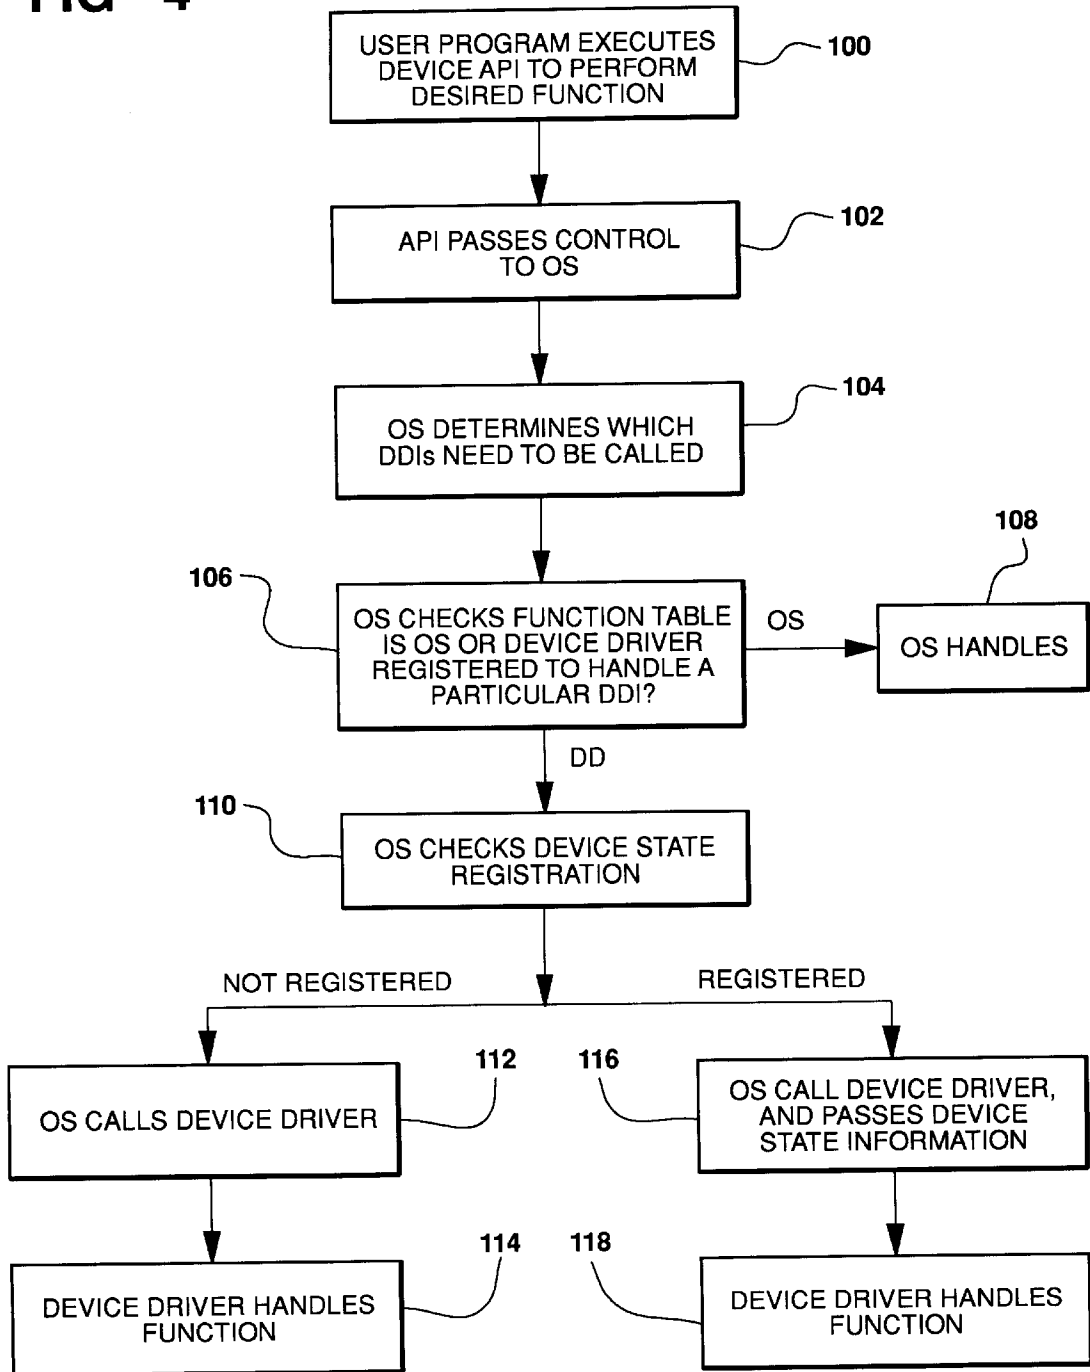 FIG 4
USER PROGRAM EXECUTES
DEVICE API TO PERFORM
DESIRED FUNCTION
100
API PASSES CONTROL
TO OS
102
OS DETERMINES WHICH
DDIs NEED TO BE CALLED
104
106
OS CHECKS FUNCTION TABLE
IS OS OR DEVICE DRIVER
REGISTERED TO HANDLE A
PARTICULAR DDI?
OS
108
OS HANDLES
DD
110
OS CHECKS DEVICE STATE
REGISTRATION
NOT REGISTERED
REGISTERED
112
OS CALLS DEVICE DRIVER
116
OS CALL DEVICE DRIVER,
AND PASSES DEVICE
STATE INFORMATION
114
DEVICE DRIVER HANDLES
FUNCTION
118
DEVICE DRIVER HANDLES
FUNCTION